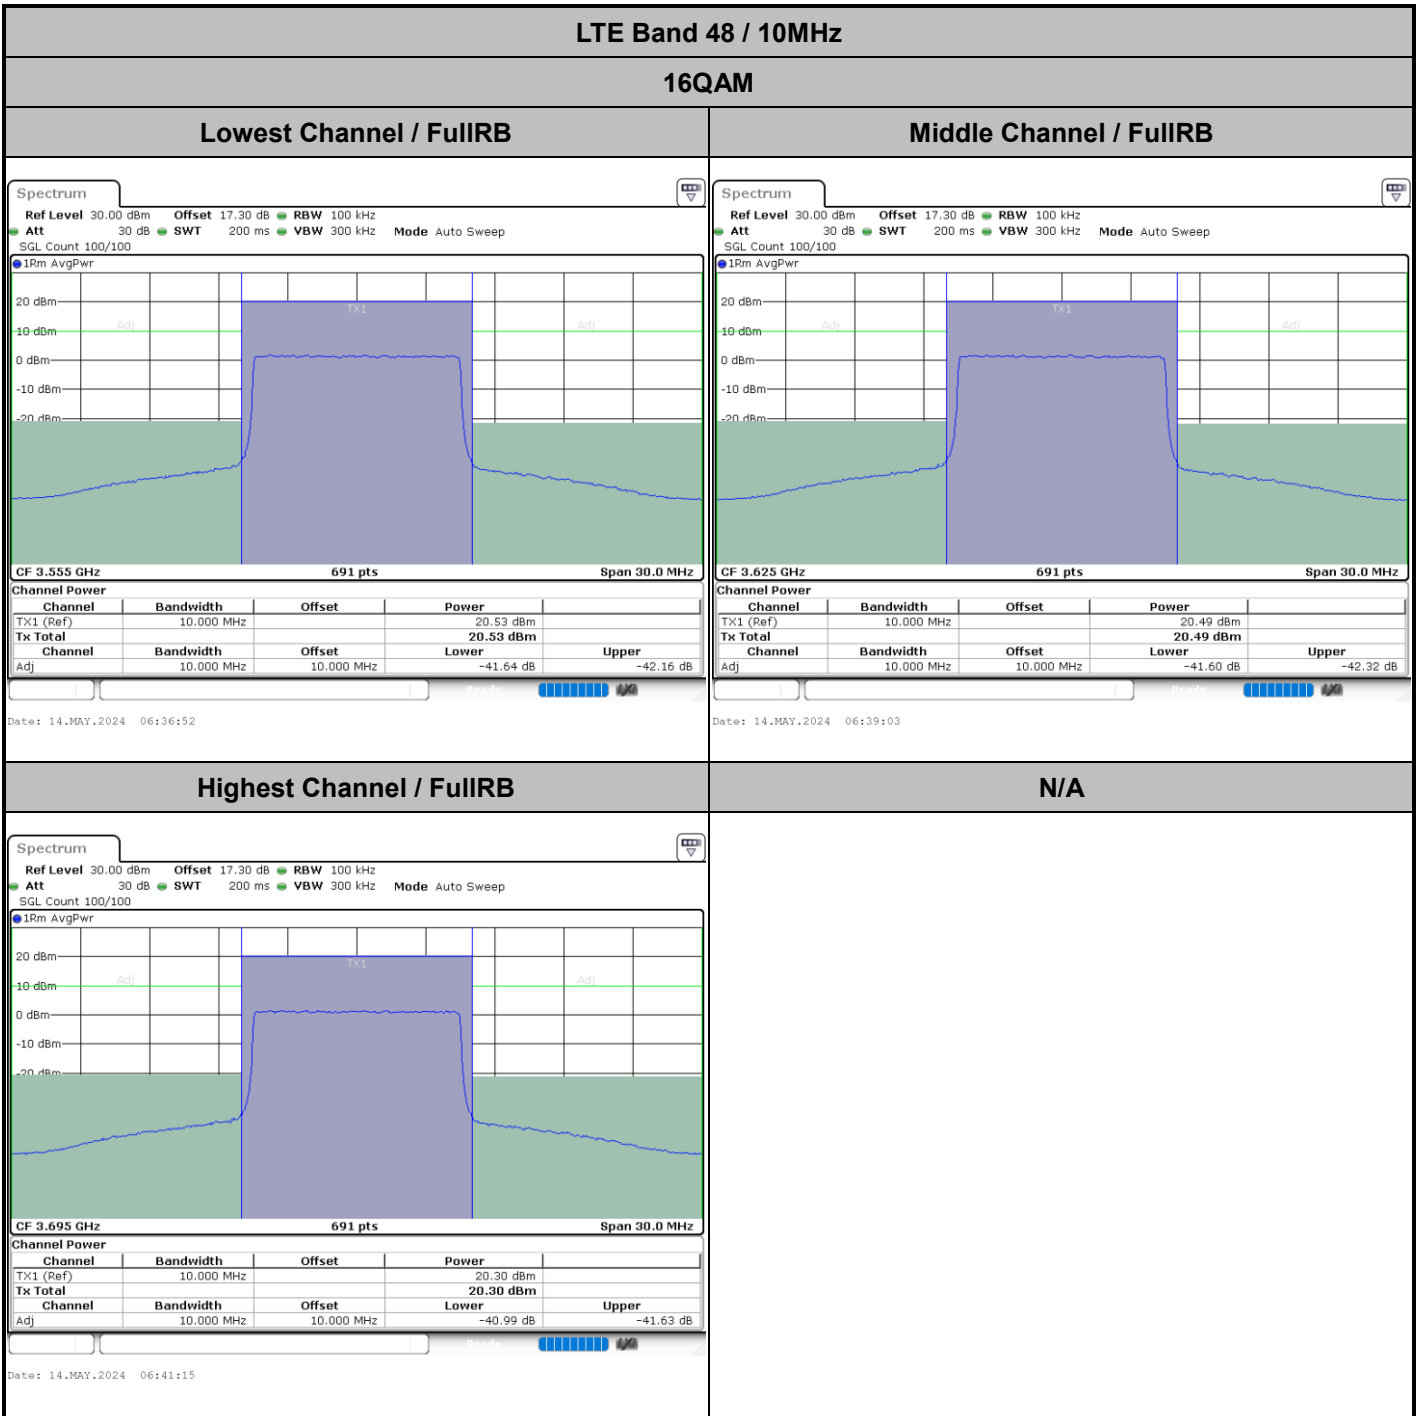 LTE Band 48 / 10MHz
16QAM
Lowest Channel / FullRB
Middle Channel / FullRB
Spectrum
Ref Level 30.00 dBm Offset 17.30 dB RBW 100 kHz
Att 30 dB SWT 200 ms VBW 300 kHz Mode Auto Sweep
SGL Count 100/100
1Rm AvgPwr
TX1
Adj
Adj
20 dBm
10 dBm
0 dBm
-10 dBm
-20 dBm
CF 3.555 GHz 691 pts Span 30.0 MHz
Channel Power
Channel Bandwidth Offset Power
TX1 (Ref) 10.000 MHz 20.53 dBm
Tx Total 20.53 dBm
Channel Bandwidth Offset Lower Upper
Adj 10.000 MHz 10.000 MHz -41.64 dB -42.16 dB
Ready
Date: 14.MAY.2024 06:36:52
Spectrum
Ref Level 30.00 dBm Offset 17.30 dB RBW 100 kHz
Att 30 dB SWT 200 ms VBW 300 kHz Mode Auto Sweep
SGL Count 100/100
1Rm AvgPwr
TX1
Adj
Adj
20 dBm
10 dBm
0 dBm
-10 dBm
-20 dBm
CF 3.625 GHz 691 pts Span 30.0 MHz
Channel Power
Channel Bandwidth Offset Power
TX1 (Ref) 10.000 MHz 20.49 dBm
Tx Total 20.49 dBm
Channel Bandwidth Offset Lower Upper
Adj 10.000 MHz 10.000 MHz -41.60 dB -42.32 dB
Ready
Date: 14.MAY.2024 06:39:03
Highest Channel / FullRB
N/A
Spectrum
Ref Level 30.00 dBm Offset 17.30 dB RBW 100 kHz
Att 30 dB SWT 200 ms VBW 300 kHz Mode Auto Sweep
SGL Count 100/100
1Rm AvgPwr
TX1
Adj
Adj
20 dBm
10 dBm
0 dBm
-10 dBm
-20 dBm
CF 3.695 GHz 691 pts Span 30.0 MHz
Channel Power
Channel Bandwidth Offset Power
TX1 (Ref) 10.000 MHz 20.30 dBm
Tx Total 20.30 dBm
Channel Bandwidth Offset Lower Upper
Adj 10.000 MHz 10.000 MHz -40.99 dB -41.63 dB
Ready
Date: 14.MAY.2024 06:41:15